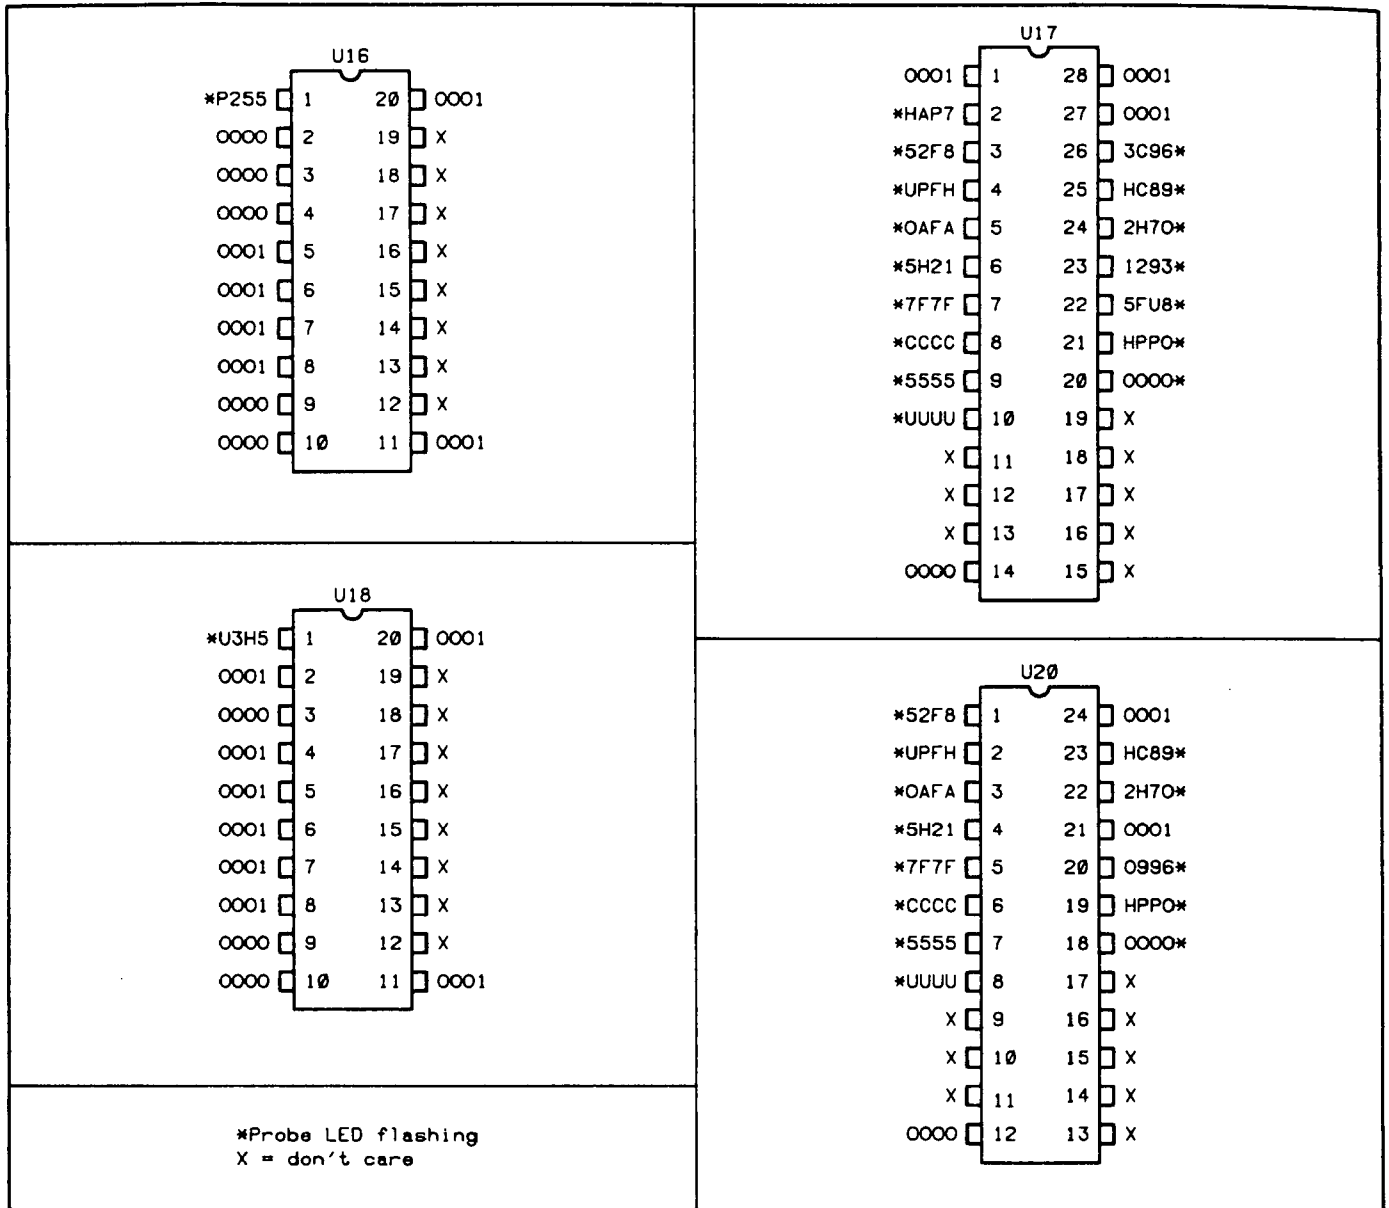 U16
*P255 1 20 0001
0000 2 19 X
0000 3 18 X
0000 4 17 X
0001 5 16 X
0001 6 15 X
0001 7 14 X
0001 8 13 X
0000 9 12 X
0000 10 11 0001
U17
0001 1 28 0001
*HAP7 2 27 0001
*52F8 3 26 3C96*
*UPFH 4 25 HC89*
*0AFA 5 24 2H70*
*5H21 6 23 1293*
*7F7F 7 22 5FU8*
*CCCC 8 21 HPP0*
*5555 9 20 0000*
*UUUU 10 19 X
X 11 18 X
X 12 17 X
X 13 16 X
0000 14 15 X
U18
*U3H5 1 20 0001
0001 2 19 X
0000 3 18 X
0001 4 17 X
0001 5 16 X
0001 6 15 X
0001 7 14 X
0001 8 13 X
0000 9 12 X
0000 10 11 0001
U20
*52F8 1 24 0001
*UPFH 2 23 HC89*
*0AFA 3 22 2H70*
*5H21 4 21 0001
*7F7F 5 20 0996*
*CCCC 6 19 HPP0*
*5555 7 18 0000*
*UUUU 8 17 X
X 9 16 X
X 10 15 X
X 11 14 X
0000 12 13 X
*Probe LED flashing
X = don't care